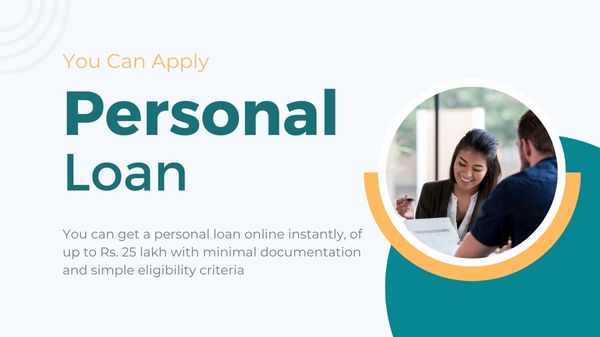 You Can Apply
Personal
Loan
You can get a personal loan online instantly, of
up to Rs. 25 lakh with minimal documentation
and simple eligibility criteria